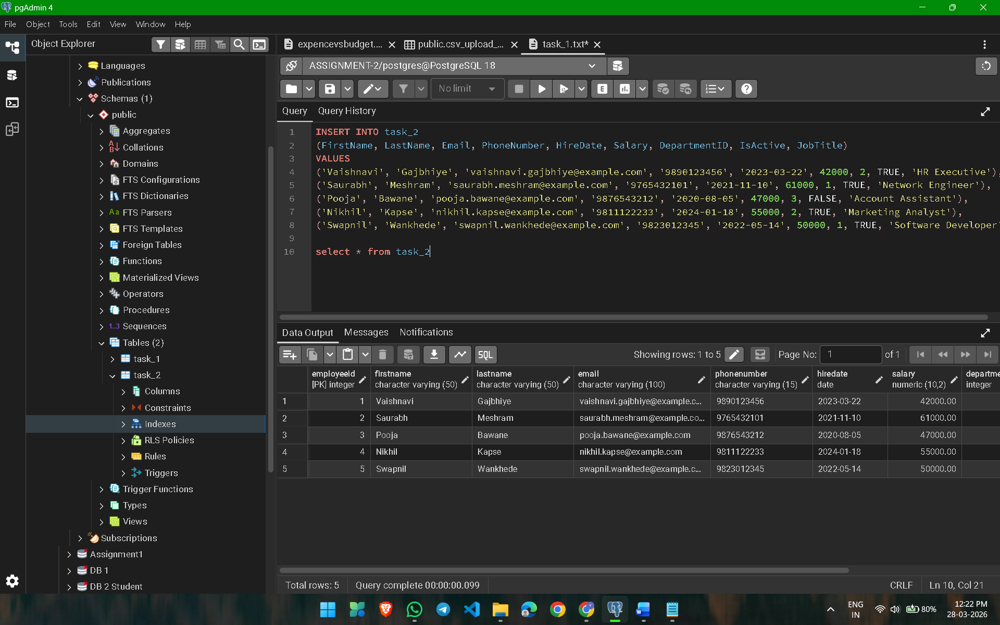 pgAdmin 4
File Object Tools Edit View Window Help
Object Explorer
expencevsbudget....
public.csv_upload_...
task_1.txt*
Languages
Publications
Schemas (1)
public
Aggregates
Collations
Domains
FTS Configurations
FTS Dictionaries
Aa FTS Parsers
FTS Templates
Foreign Tables
Functions
Materialized Views
Operators
Procedures
1..3 Sequences
Tables (2)
task_1
task_2
Columns
Constraints
Indexes
RLS Policies
Rules
Triggers
Trigger Functions
Types
Views
Subscriptions
Assignment1
DB 1
DB 2 Student
ASSIGNMENT-2/postgres@PostgreSQL 18
No limit
E
Query Query History
1 INSERT INTO task_2
2 (FirstName, LastName, Email, PhoneNumber, HireDate, Salary, DepartmentID, IsActive, JobTitle)
3 VALUES
4 ('Vaishnavi', 'Gajbhiye', 'vaishnavi.gajbhiye@example.com', '9890123456', '2023-03-22', 42000, 2, TRUE, 'HR Executive'),
5 ('Saurabh', 'Meshram', 'saurabh.meshram@example.com', '9765432101', '2021-11-10', 61000, 1, TRUE, 'Network Engineer'),
6 ('Pooja', 'Bawane', 'pooja.bawane@example.com', '9876543212', '2020-08-05', 47000, 3, FALSE, 'Account Assistant'),
7 ('Nikhil', 'Kapse', 'nikhil.kapse@example.com', '9811122233', '2024-01-18', 55000, 2, TRUE, 'Marketing Analyst'),
8 ('Swapnil', 'Wankhede', 'swapnil.wankhede@example.com', '9823012345', '2022-05-14', 50000, 1, TRUE, 'Software Developer'
9
10 select * from task_2
Data Output Messages Notifications
SQL
Showing rows: 1 to 5 Page No: 1 of 1
employeeid firstname lastname email phonenumber hiredate salary departme
[PK] integer character varying (50) character varying (50) character varying (100) character varying (15) date numeric (10,2) integer
1 1 Vaishnavi Gajbhiye vaishnavi.gajbhiye@example.c... 9890123456 2023-03-22 42000.00
2 2 Saurabh Meshram saurabh.meshram@example.co... 9765432101 2021-11-10 61000.00
3 3 Pooja Bawane pooja.bawane@example.com 9876543212 2020-08-05 47000.00
4 4 Nikhil Kapse nikhil.kapse@example.com 9811122233 2024-01-18 55000.00
5 5 Swapnil Wankhede swapnil.wankhede@example.c... 9823012345 2022-05-14 50000.00
Total rows: 5 Query complete 00:00:00.099 CRLF Ln 10, Col 21
ENG
IN
80%
12:22 PM
28-03-2026